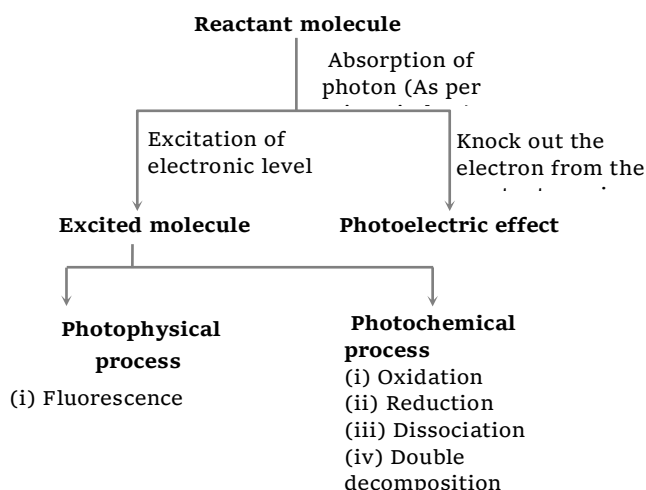 Reactant molecule
Absorption of
photon (As per
Excitation of
electronic level
Knock out the
electron from the
Excited molecule
Photoelectric effect
Photophysical
process
(i) Fluorescence
Photochemical
process
(i) Oxidation
(ii) Reduction
(iii) Dissociation
(iv) Double
decomposition